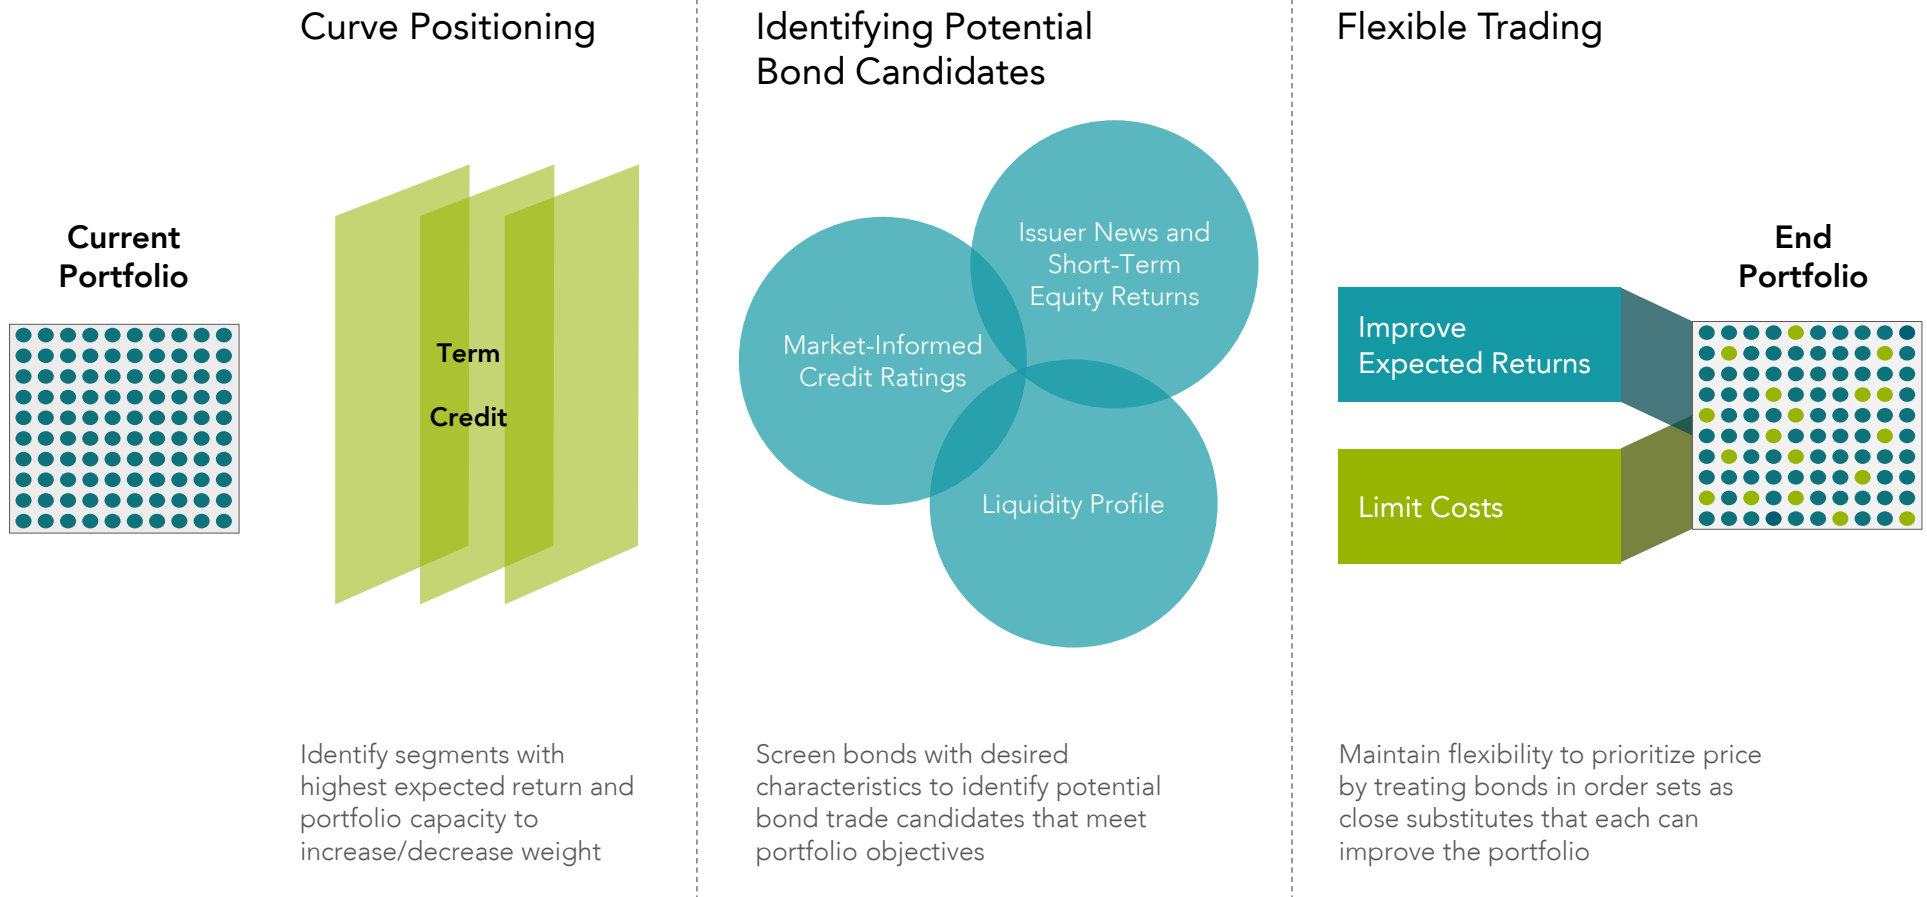 Current
Portfolio
Curve Positioning
Term
Credit
Identify segments with
highest expected return and
portfolio capacity to
increase/decrease weight
Identifying Potential
Bond Candidates
Issuer News and
Short-Term
Equity Returns
Market-Informed
Credit Ratings
Liquidity Profile
Screen bonds with desired
characteristics to identify potential
bond trade candidates that meet
portfolio objectives
Flexible Trading
Improve
Expected Returns
Limit Costs
End
Portfolio
Maintain flexibility to prioritize price
by treating bonds in order sets as
close substitutes that each can
improve the portfolio